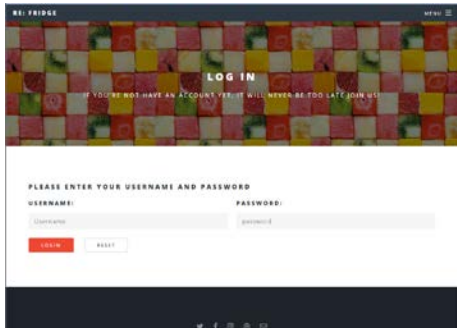 RE: FRIDGE
MENU
LOG IN
IF YOU'RE NOT HAVE AN ACCOUNT YET, IT WILL NEVER BE TOO LATE JOIN US!
PLEASE ENTER YOUR USERNAME AND PASSWORD
USERNAME: PASSWORD:
Username password
LOGIN RESET